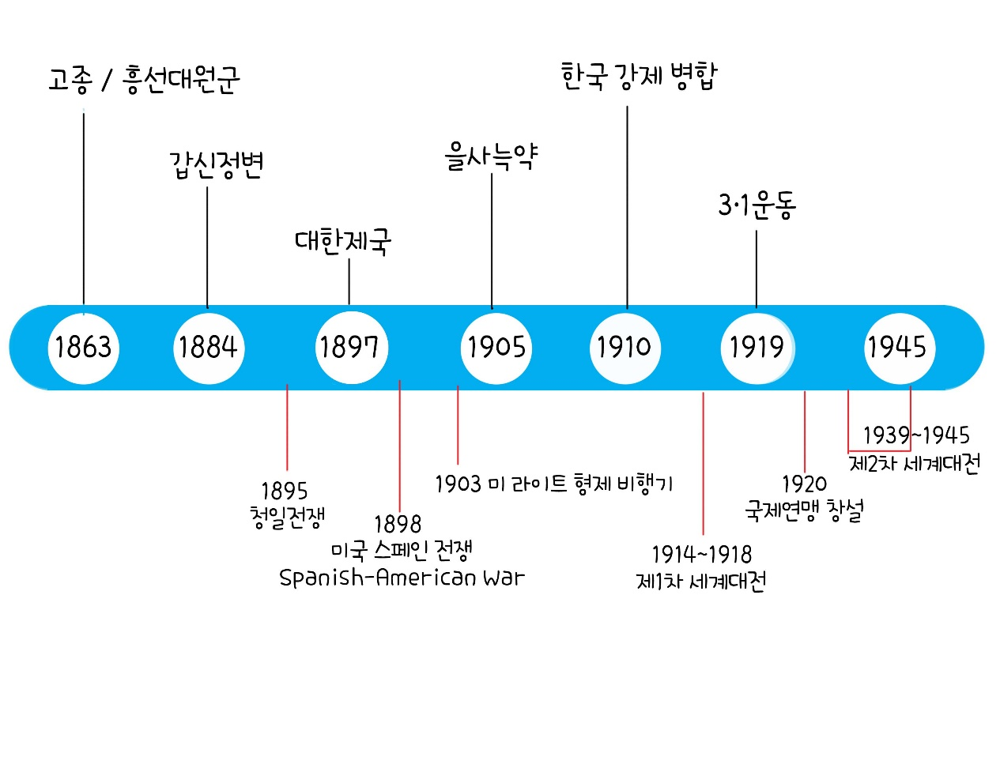 고종 / 흥선대원군
한국 강제 병합
갑신정변
을사늑약
대한제국
3·1운동
1863
1884
1897
1905
1910
1919
1945
1895
청일전쟁
1898
미국 스페인 전쟁
Spanish-American War
1903 미 라이트 형제 비행기
1914~1918
제1차 세계대전
1920
국제연맹 창설
1939~1945
제2차 세계대전